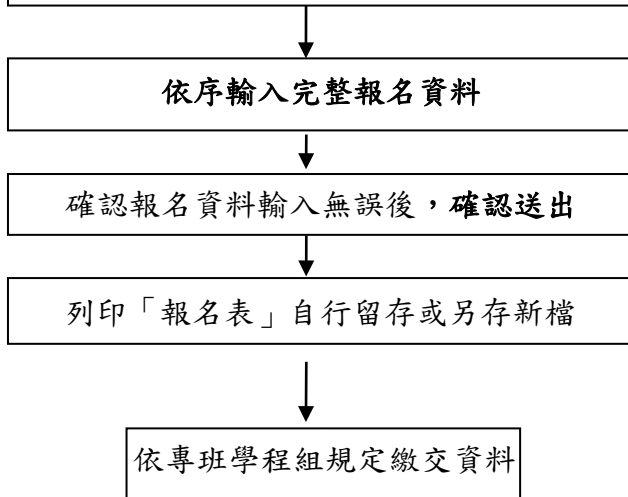 依序輸入完整報名資料
確認報名資料輸入無誤後，確認送出
列印「報名表」自行留存或另存新檔
依專班學程組規定繳交資料